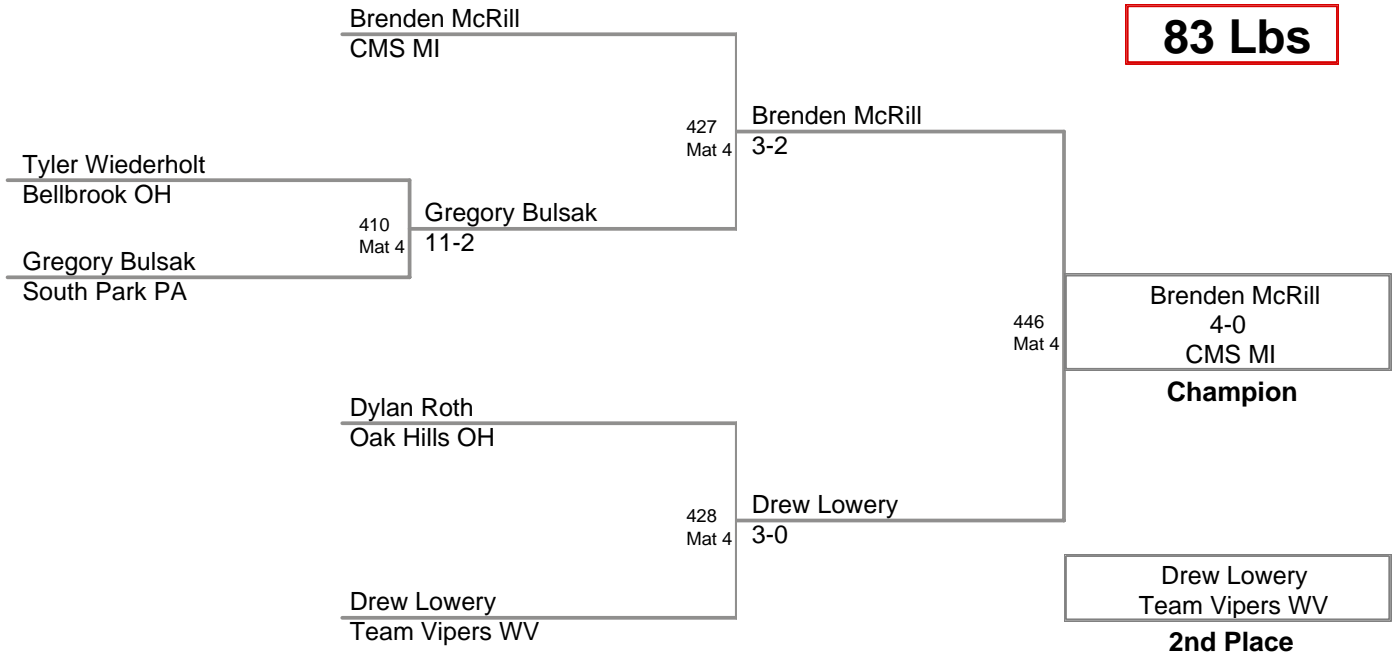 Brenden McRill
CMS MI
83 Lbs
427
Mat 4
Brenden McRill
3-2
Tyler Wiederholt
Bellbrook OH
410
Mat 4
Gregory Bulsak
11-2
Gregory Bulsak
South Park PA
446
Mat 4
Brenden McRill
4-0
CMS MI
Champion
Dylan Roth
Oak Hills OH
428
Mat 4
Drew Lowery
3-0
Drew Lowery
Team Vipers WV
Drew Lowery
Team Vipers WV
2nd Place